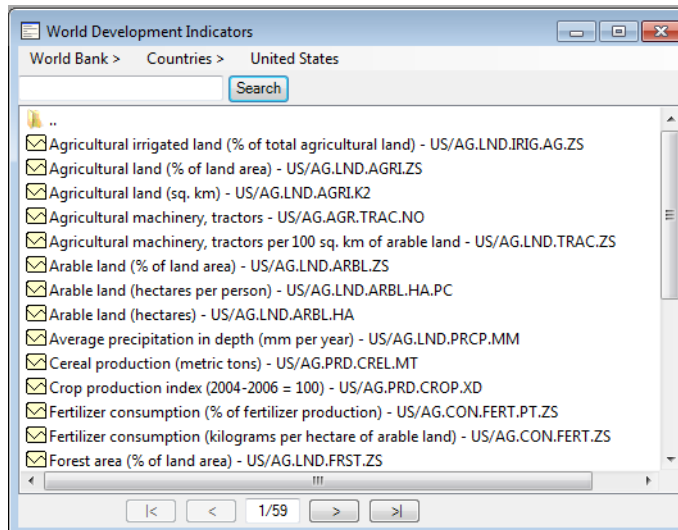 World Development Indicators
World Bank > Countries > United States
Search
..
Agricultural irrigated land (% of total agricultural land) - US/AG.LND.IRIG.AG.ZS
Agricultural land (% of land area) - US/AG.LND.AGRI.ZS
Agricultural land (sq. km) - US/AG.LND.AGRI.K2
Agricultural machinery, tractors - US/AG.AGR.TRAC.NO
Agricultural machinery, tractors per 100 sq. km of arable land - US/AG.LND.TRAC.ZS
Arable land (% of land area) - US/AG.LND.ARBL.ZS
Arable land (hectares per person) - US/AG.LND.ARBL.HA.PC
Arable land (hectares) - US/AG.LND.ARBL.HA
Average precipitation in depth (mm per year) - US/AG.LND.PRCP.MM
Cereal production (metric tons) - US/AG.PRD.CREL.MT
Crop production index (2004-2006 = 100) - US/AG.PRD.CROP.XD
Fertilizer consumption (% of fertilizer production) - US/AG.CON.FERT.PT.ZS
Fertilizer consumption (kilograms per hectare of arable land) - US/AG.CON.FERT.ZS
Forest area (% of land area) - US/AG.LND.FRST.ZS
|< < 1/59 > >|